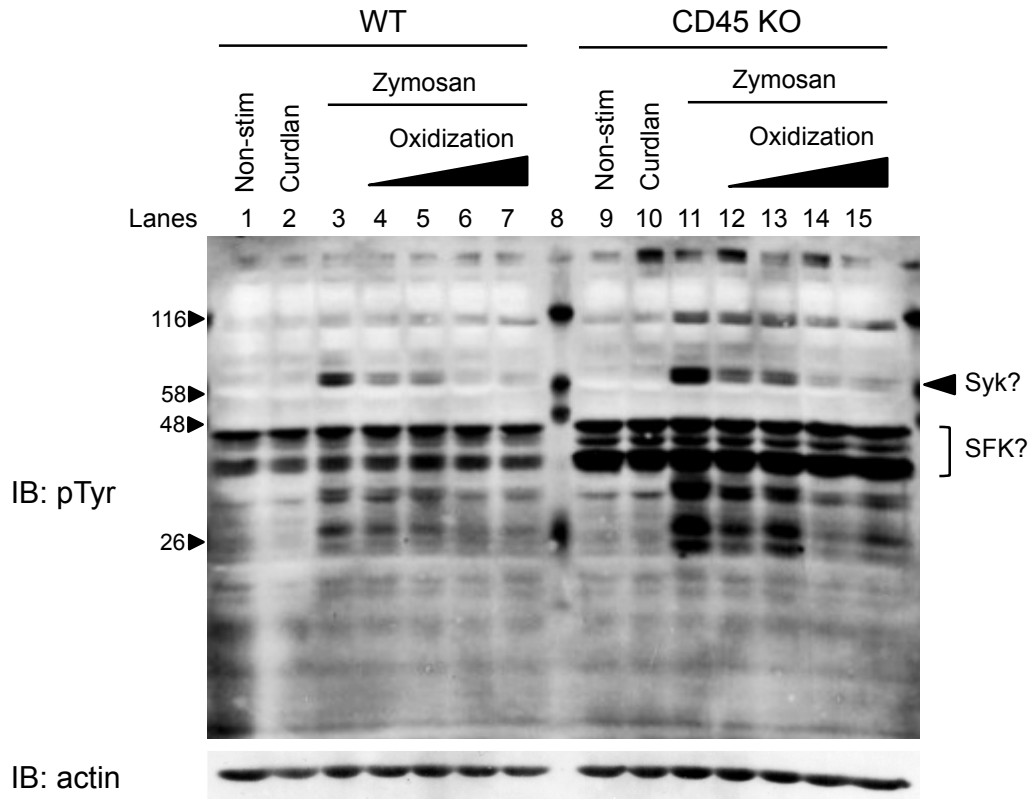 WT CD45 KO
Zymosan Zymosan
Non-stim Curdlan Oxidization Non-stim Curdlan Oxidization
Lanes 1 2 3 4 5 6 7 8 9 10 11 12 13 14 15
116
Syk?
58
48
SFK?
IB: pTyr
26
IB: actin